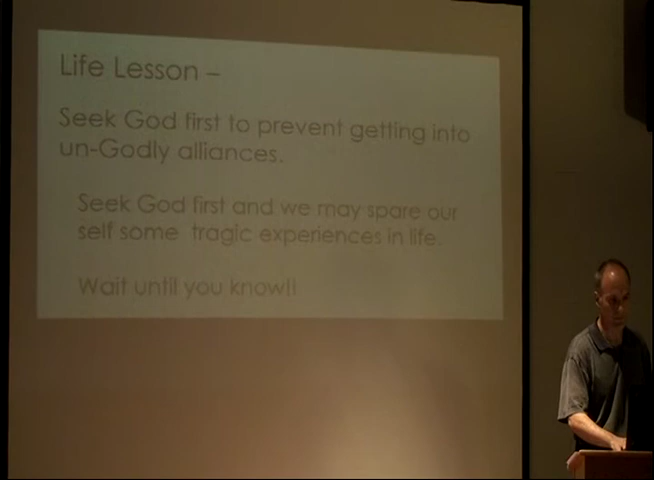 Life Lesson –
Seek God first to prevent getting into
un-Godly alliances.
Seek God first and we may spare our
self some tragic experiences in life.
Wait until you know!!